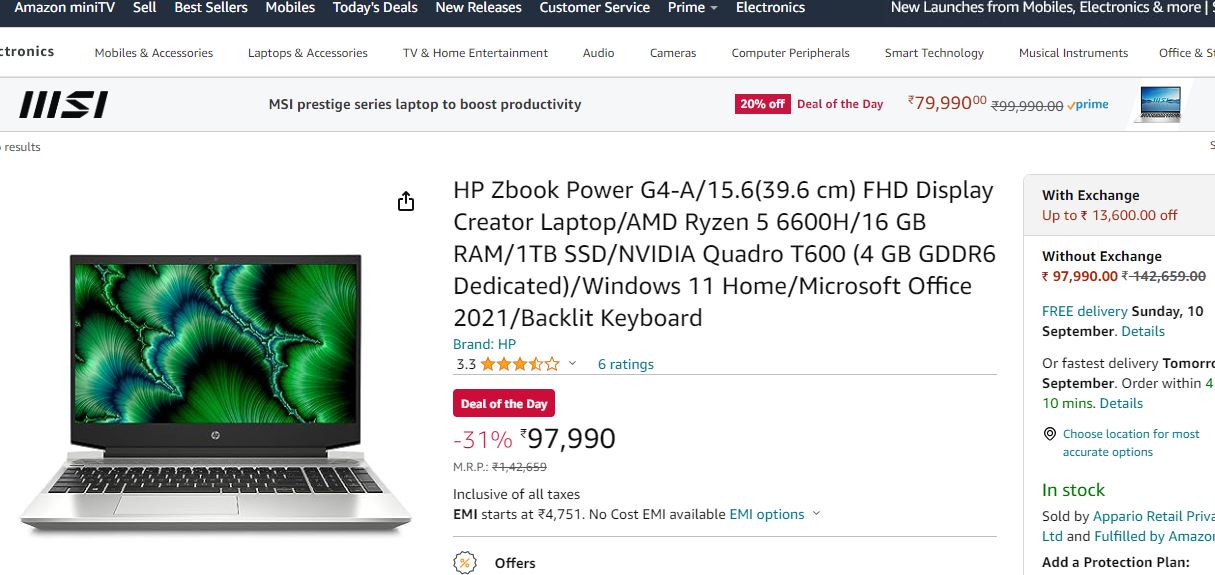 Amazon miniTV Sell Best Sellers Mobiles Today's Deals New Releases Customer Service Prime Electronics New Launches from Mobiles, Electronics & more |
ctronics Mobiles & Accessories Laptops & Accessories TV & Home Entertainment Audio Cameras Computer Peripherals Smart Technology Musical Instruments Office & St
MSI MSI prestige series laptop to boost productivity 20% off Deal of the Day ₹79,990⁰⁰ ₹99,990.00 prime
results
HP Zbook Power G4-A/15.6(39.6 cm) FHD Display
Creator Laptop/AMD Ryzen 5 6600H/16 GB
RAM/1TB SSD/NVIDIA Quadro T600 (4 GB GDDR6
Dedicated)/Windows 11 Home/Microsoft Office
2021/Backlit Keyboard
Brand: HP
3.3 6 ratings
Deal of the Day
-31% ₹97,990
M.R.P.: ₹1,42,659
Inclusive of all taxes
EMI starts at ₹4,751. No Cost EMI available EMI options
% Offers
hp
With Exchange
Up to ₹ 13,600.00 off
Without Exchange
₹ 97,990.00 ₹ 142,659.00
FREE delivery Sunday, 10
September. Details
Or fastest delivery Tomorro
September. Order within 4
10 mins. Details
Choose location for most
accurate options
In stock
Sold by Appario Retail Priva
Ltd and Fulfilled by Amazon
Add a Protection Plan: